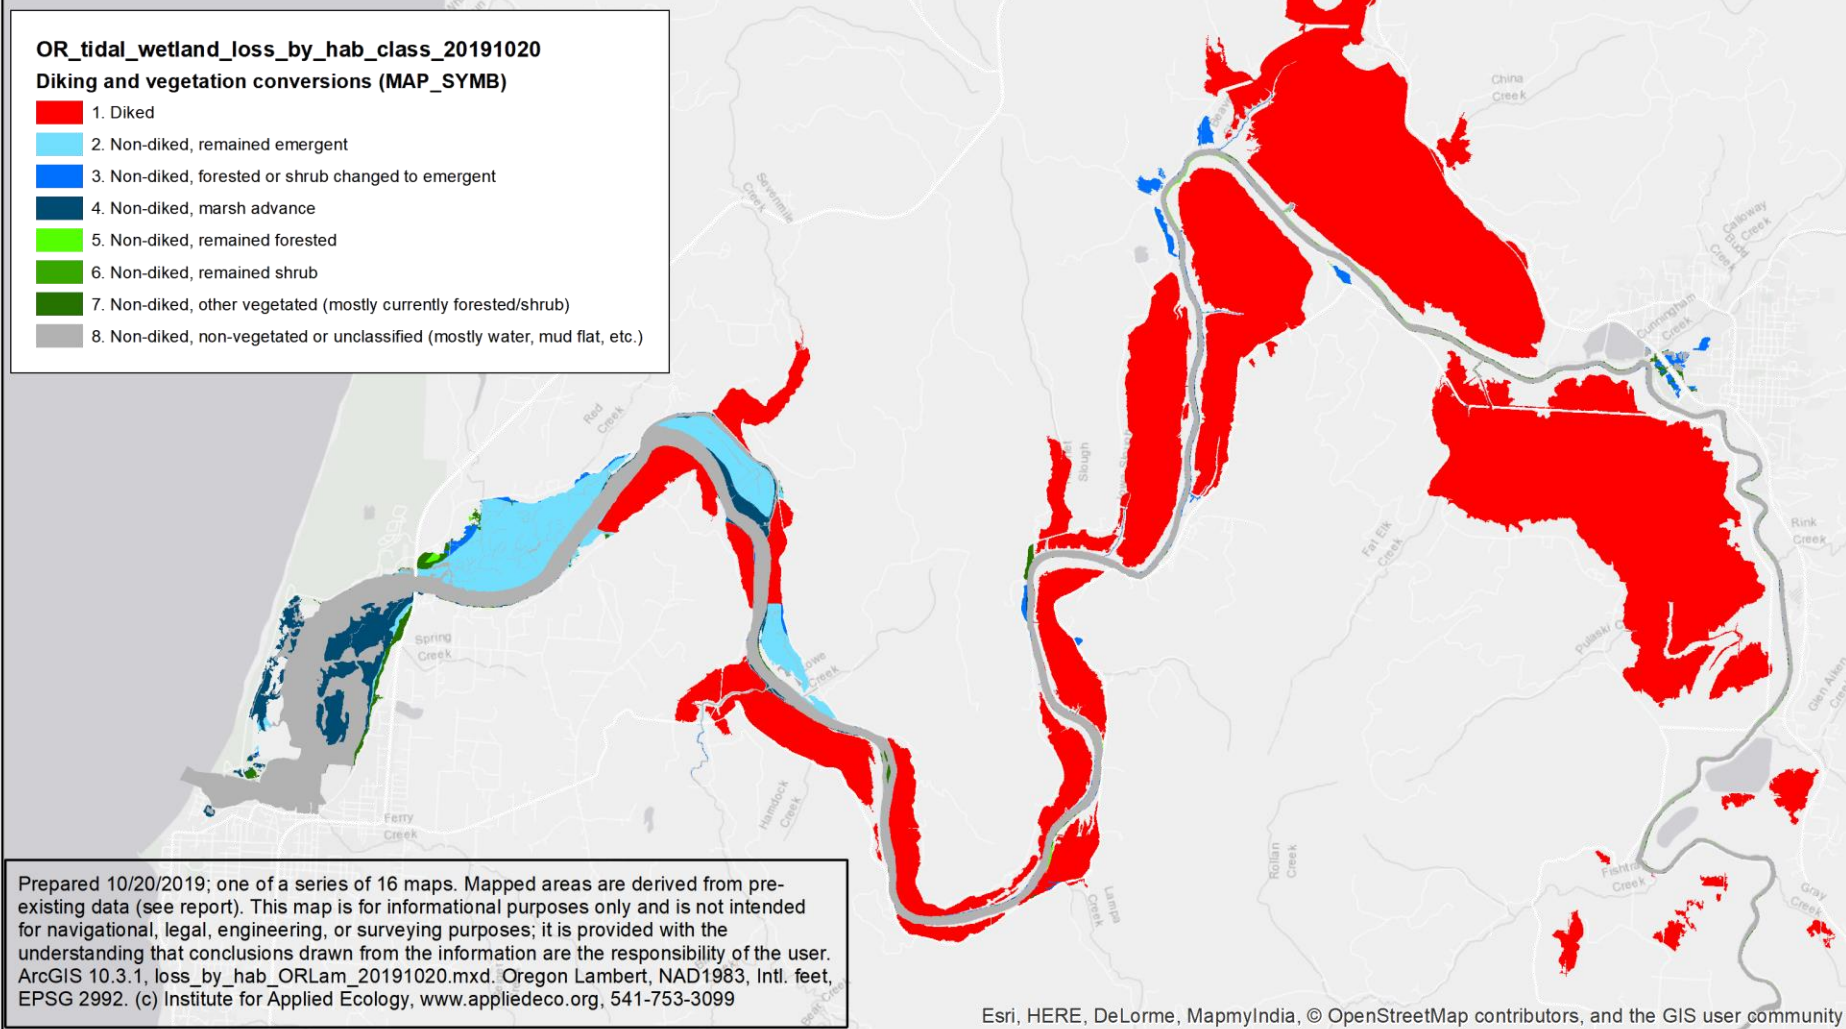 OR_tidal_wetland_loss_by_hab_class_20191020
Diking and vegetation conversions (MAP_SYMB)
1. Diked
2. Non-diked, remained emergent
3. Non-diked, forested or shrub changed to emergent
4. Non-diked, marsh advance
5. Non-diked, remained forested
6. Non-diked, remained shrub
7. Non-diked, other vegetated (mostly currently forested/shrub)
8. Non-diked, non-vegetated or unclassified (mostly water, mud flat, etc.)
China
Creek
Sevenmile
Creek
Calloway
Creek
Budd
Creek
Cunningham
Creek
Red
Creek
Slough
Fat Elk
Creek
Rink
Creek
Spring
Creek
Creek
Pulaski
Glen Aiken
Hamdock
Creek
Ferry
Creek
Rollan
Creek
Lampa
Creek
Creek
Gray
Creek
Prepared 10/20/2019; one of a series of 16 maps. Mapped areas are derived from pre-
existing data (see report). This map is for informational purposes only and is not intended
for navigational, legal, engineering, or surveying purposes; it is provided with the
understanding that conclusions drawn from the information are the responsibility of the user.
ArcGIS 10.3.1, loss_by_hab_ORLam_20191020.mxd. Oregon Lambert, NAD1983, Intl. feet,
EPSG 2992. (c) Institute for Applied Ecology, www.appliedeco.org, 541-753-3099
Esri, HERE, DeLorme, MapmyIndia, © OpenStreetMap contributors, and the GIS user community